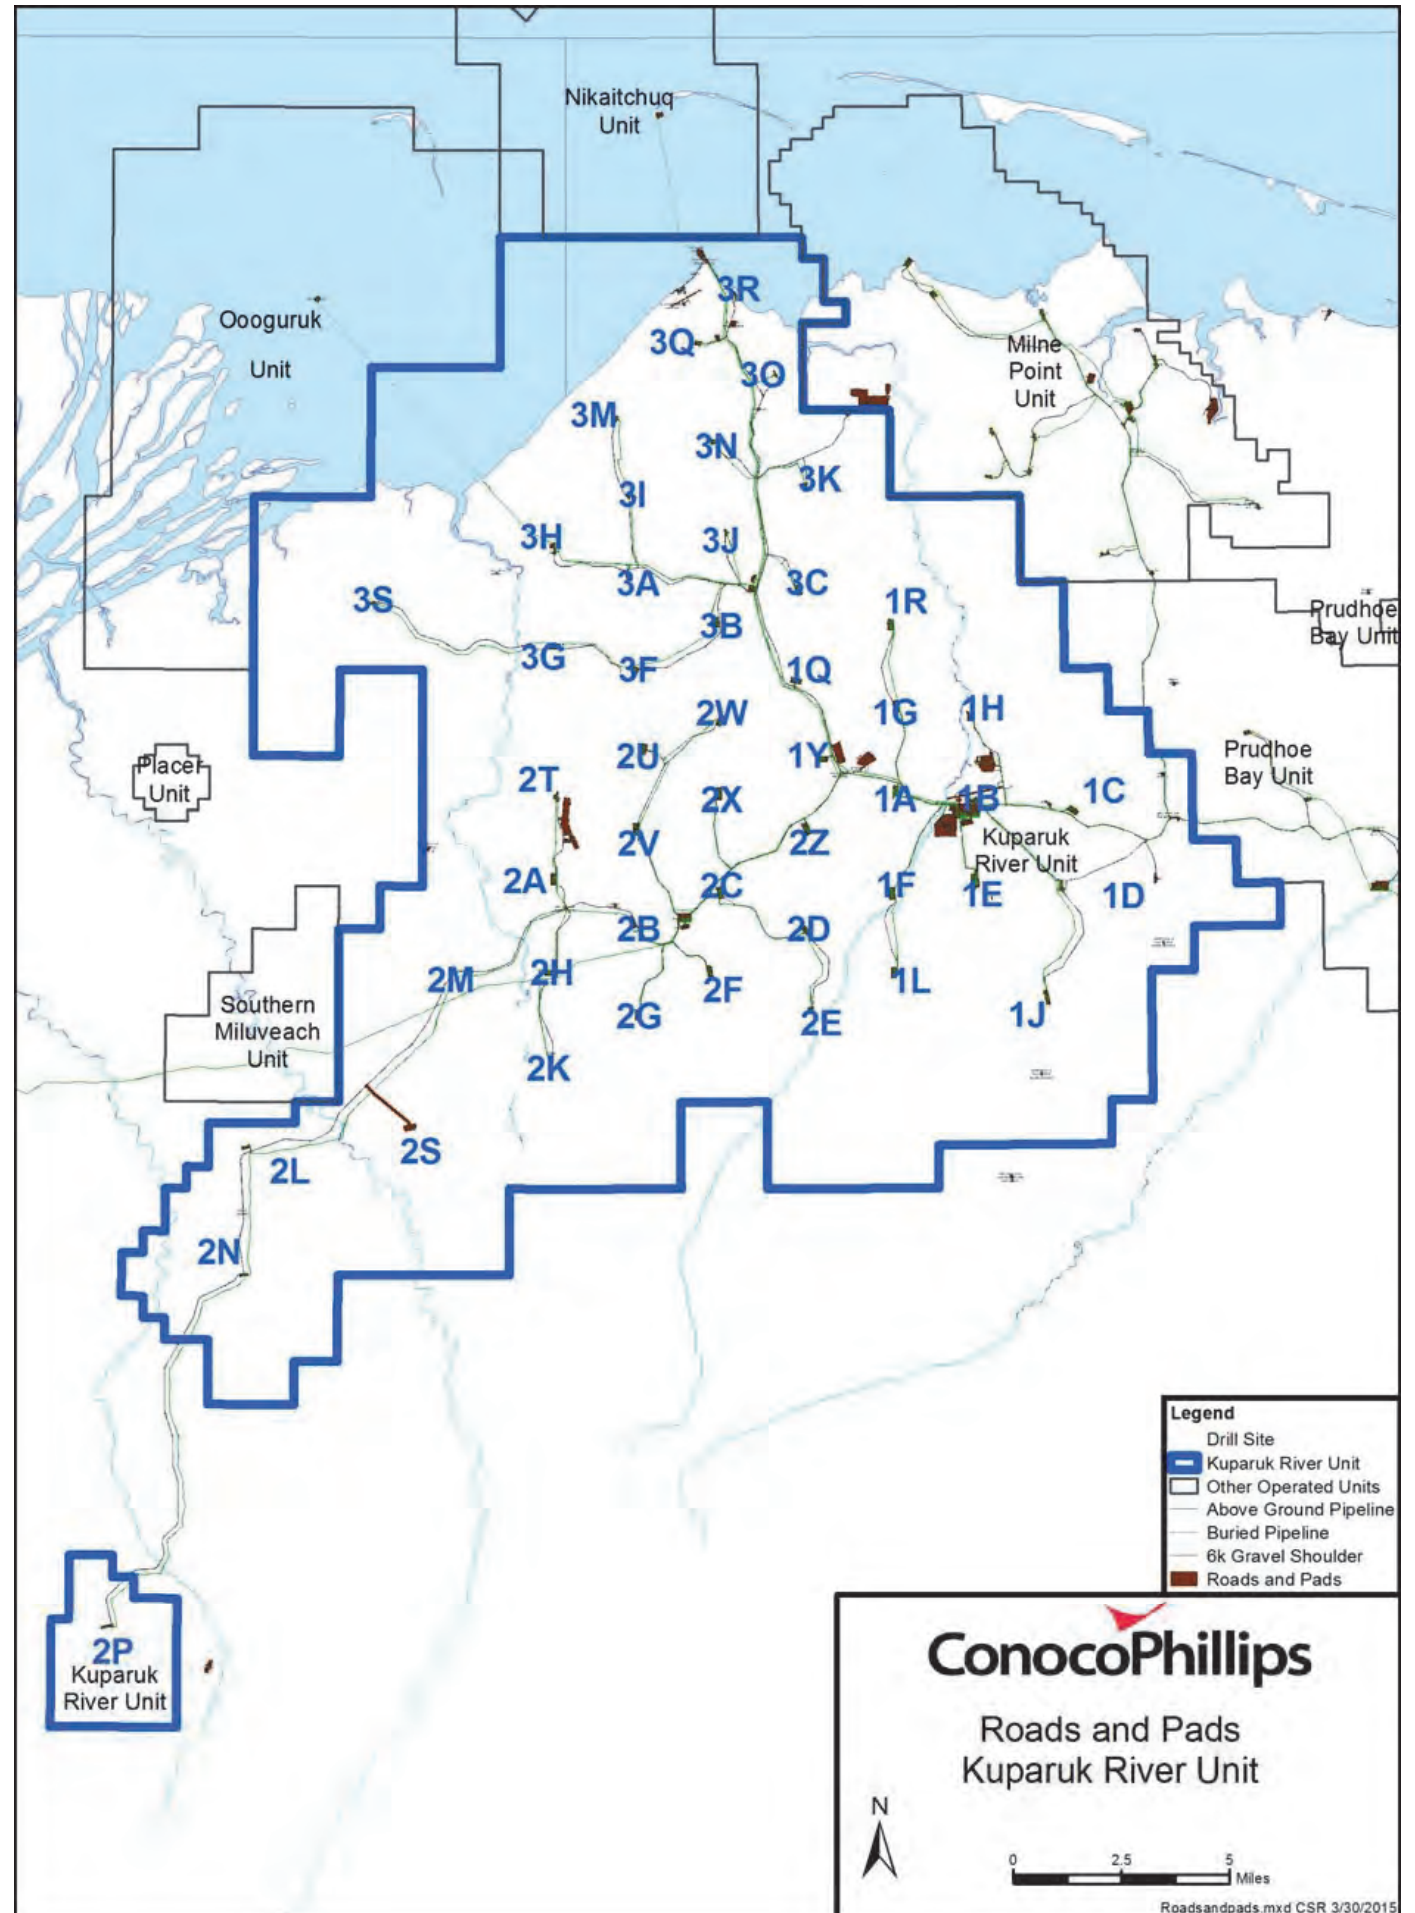 Nikaitchuq
Unit
Oooguruk
Unit
3R
3Q
3O
Milne
Point
Unit
3M
3N
3K
3I
3H
3J
3A
3C
3S
3B
1R
Prudhoe
Bay Unit
3G
3F
1Q
2W
1G
1H
2U
1Y
Prudhoe
Bay Unit
Placer
Unit
2T
2X
1A
1B
1C
2V
2Z
Kuparuk
River Unit
2A
2C
1F
1E
1D
2B
2D
2M
2H
2F
1L
Southern
Miluveach
Unit
2G
2E
1J
2K
2S
2L
2N
Legend
Drill Site
Kuparuk River Unit
Other Operated Units
Above Ground Pipeline
Buried Pipeline
6k Gravel Shoulder
Roads and Pads
2P
Kuparuk
River Unit
ConocoPhillips
Roads and Pads
Kuparuk River Unit
N
0 2.5 5
Miles
Roadsandpads.mxd CSR 3/30/2015